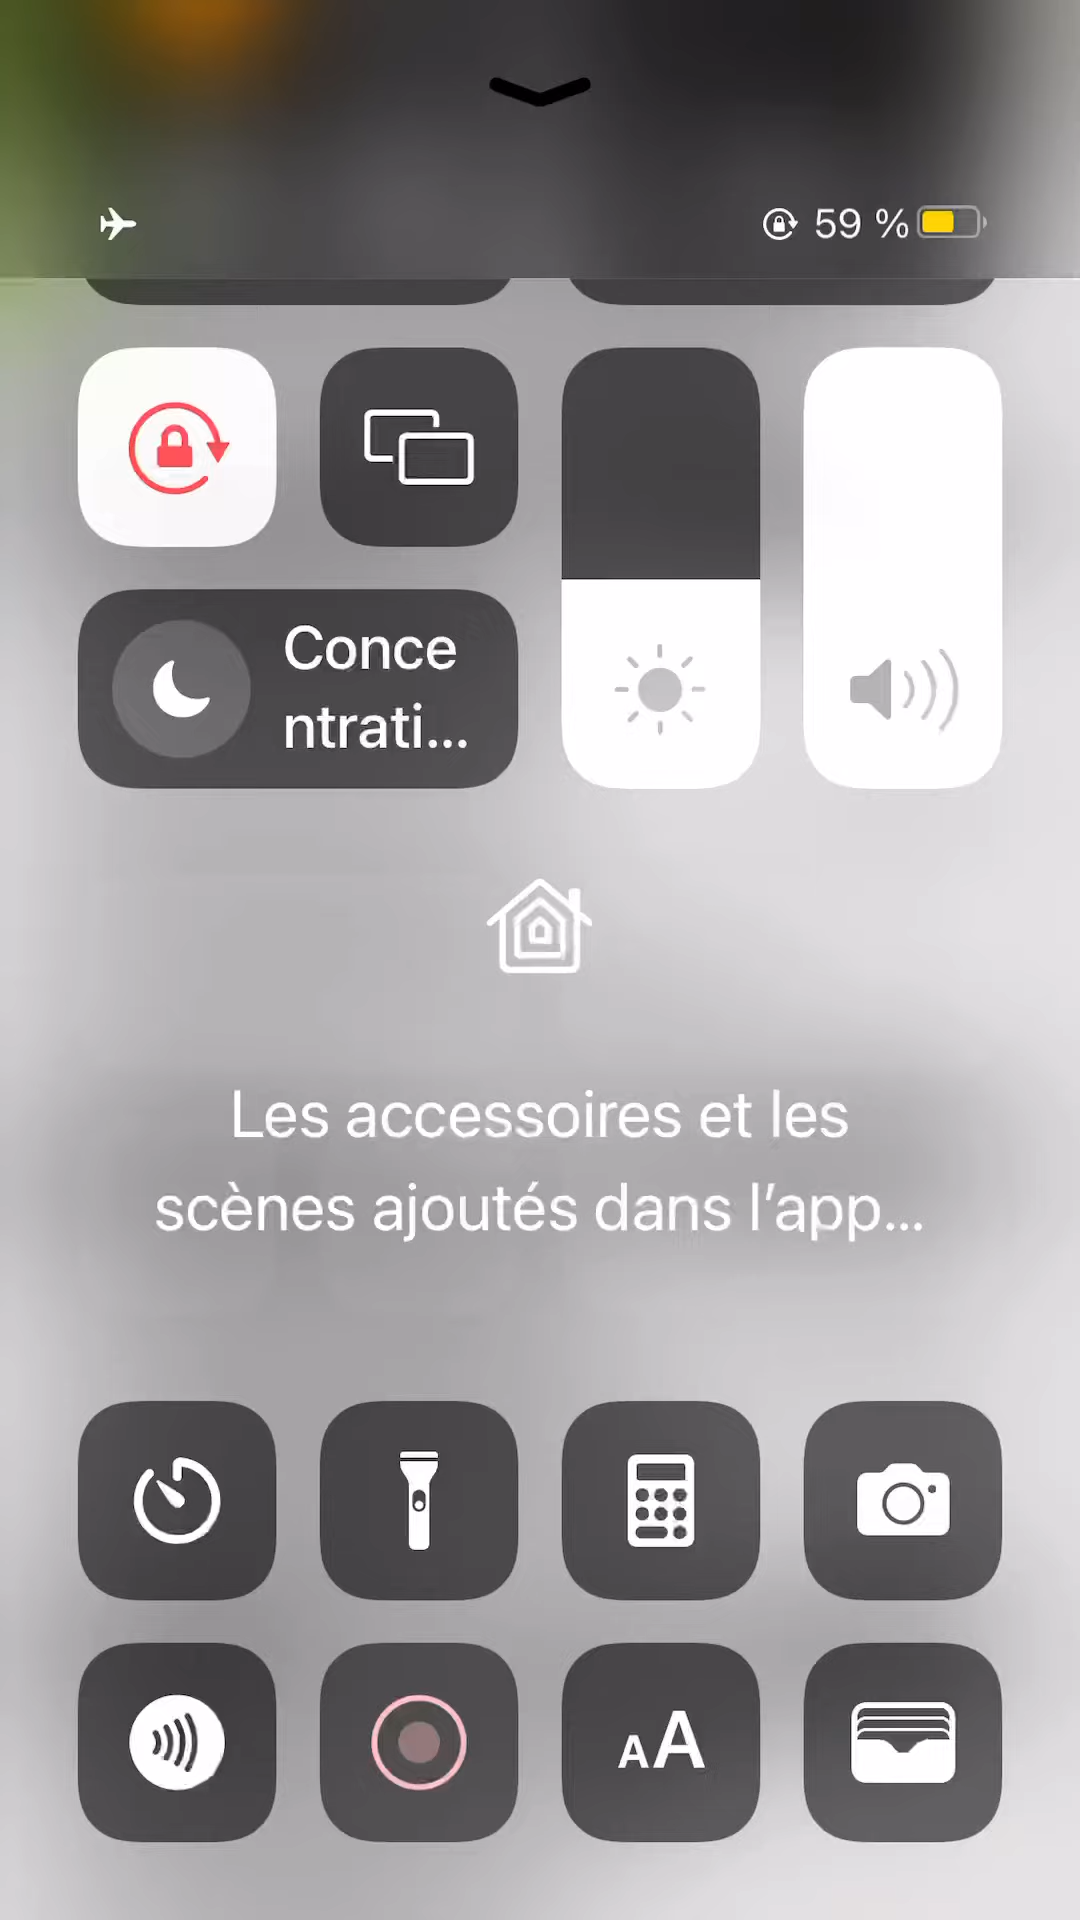 59 %
Conce
ntrati...
Les accessoires et les
scènes ajoutés dans l’app...
AA